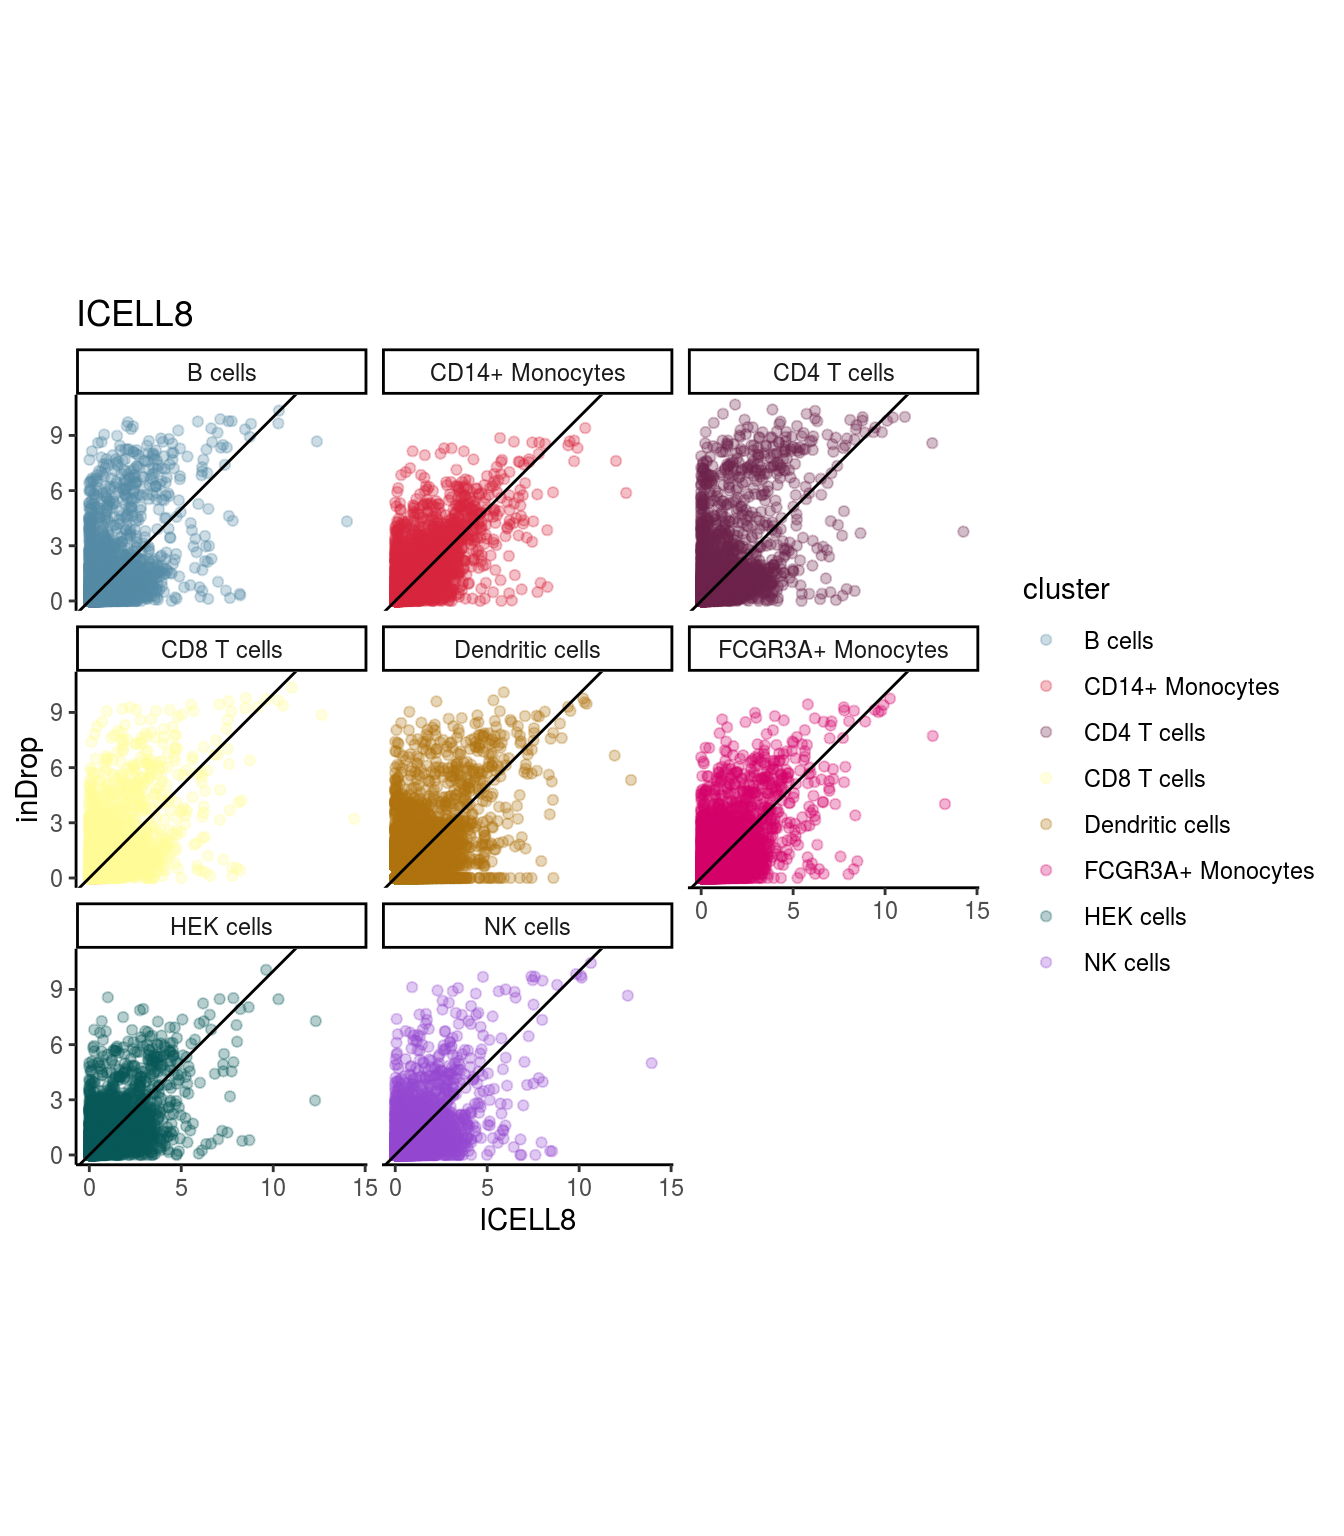 ICELL8
B cells
CD14+ Monocytes
CD4 T cells
9
6
3
0
CD8 T cells
Dendritic cells
FCGR3A+ Monocytes
9
6
3
0
0 5 10 15
HEK cells
NK cells
9
6
3
0
0 5 10 15
0 5 10 15
ICELL8
inDrop
cluster
B cells
CD14+ Monocytes
CD4 T cells
CD8 T cells
Dendritic cells
FCGR3A+ Monocytes
HEK cells
NK cells